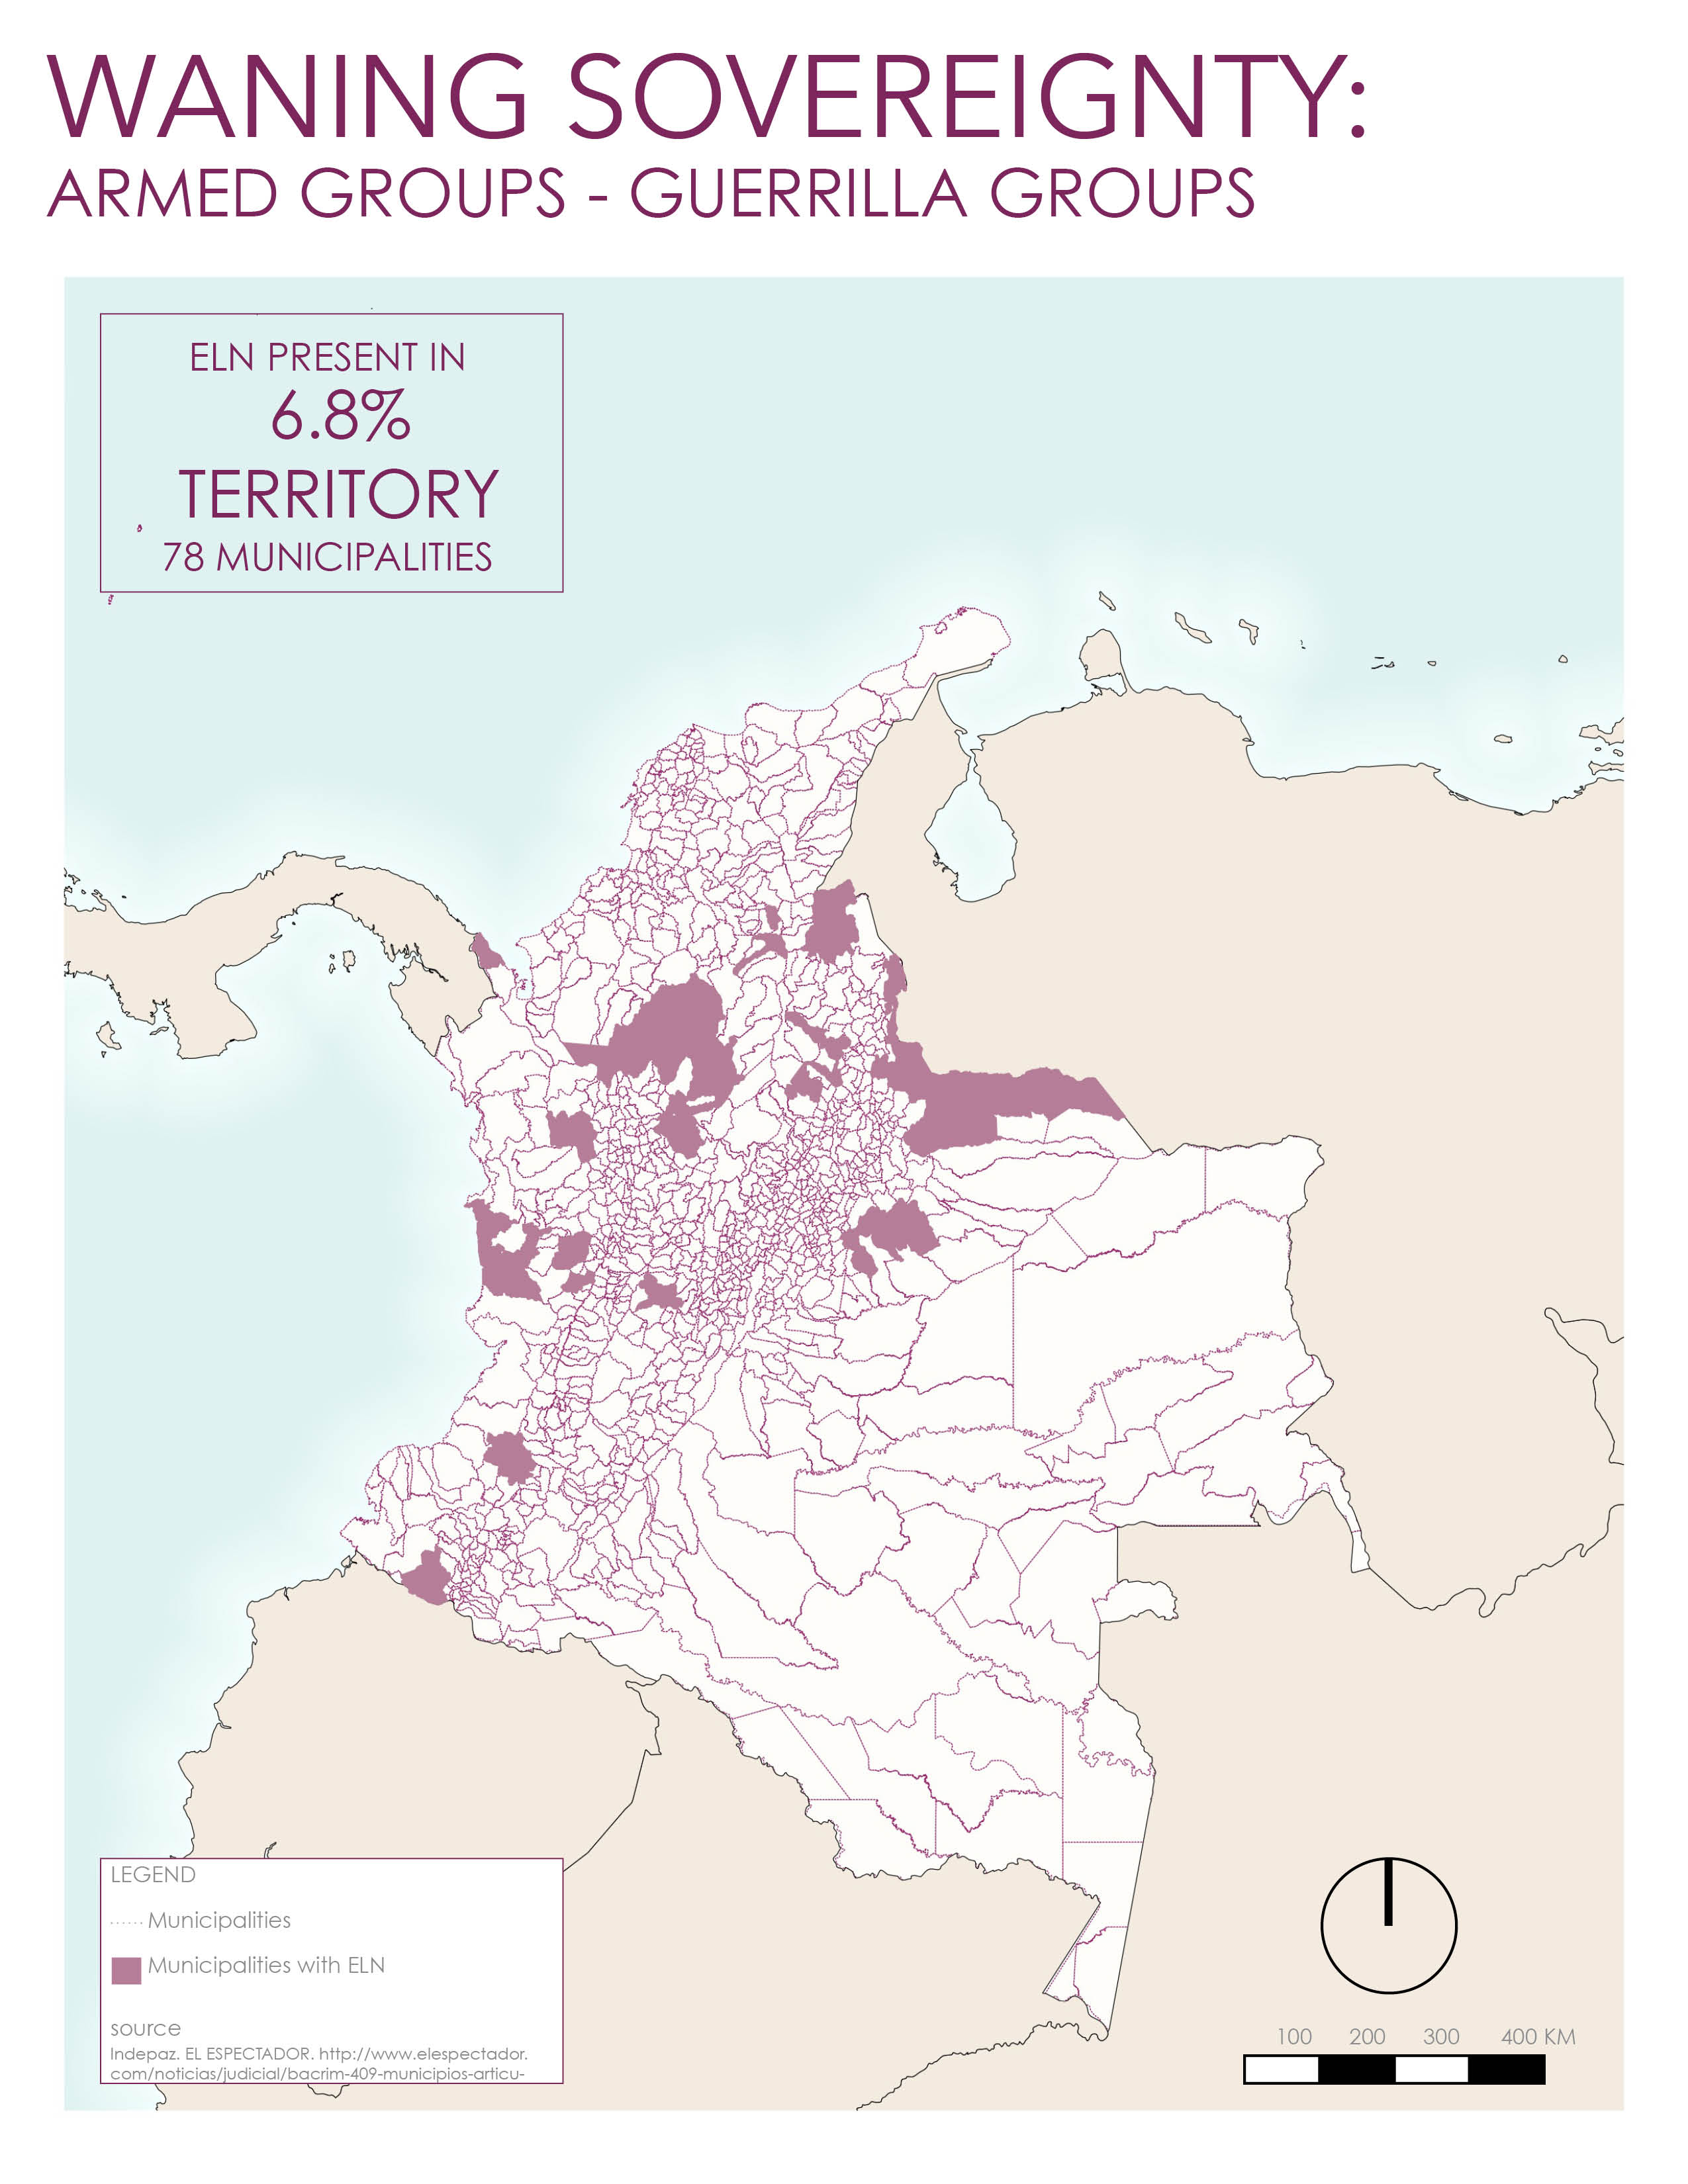 WANING SOVEREIGNTY:
ARMED GROUPS - GUERRILLA GROUPS
ELN PRESENT IN
6.8%
TERRITORY
78 MUNICIPALITIES
LEGEND
Municipalities
Municipalities with ELN
source
Indepaz. EL ESPECTADOR. http://www.elespectador.
com/noticias/judicial/bacrim-409-municipios-articu-
100 200 300 400 KM